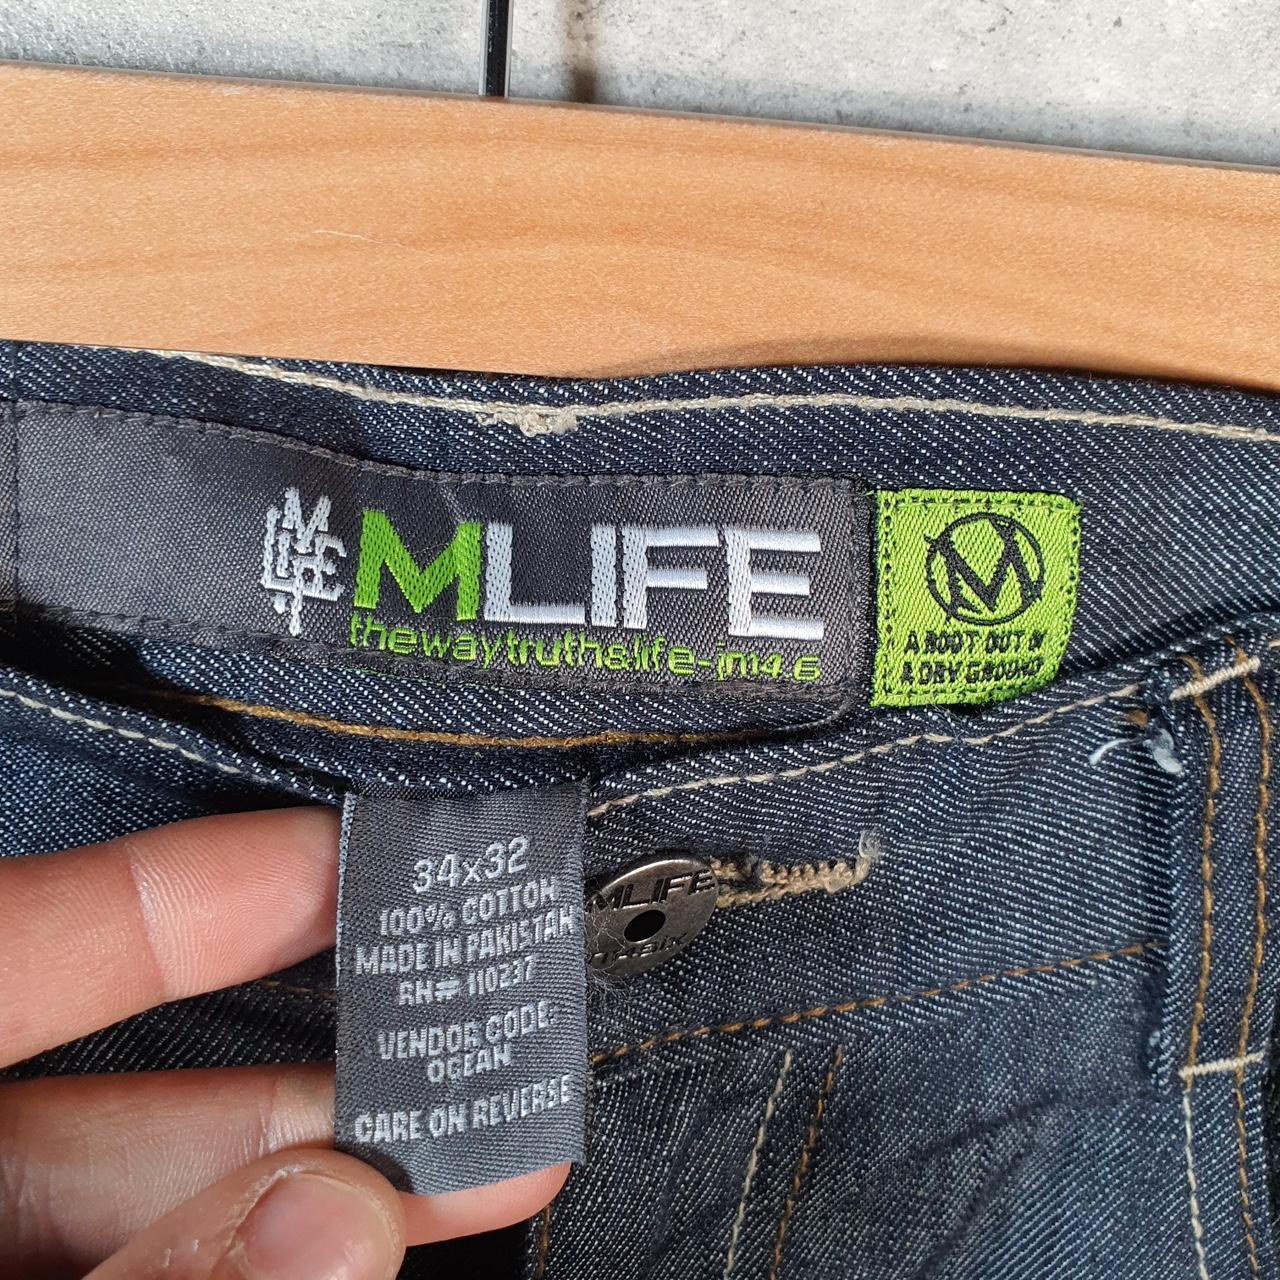 M
LIFE
MLIFE
thewaytruth&life-jn14.6
M
A ROOT OUT OF
A DRY GROUND
34x32
100% COTTON
MADE IN PAKISTAN
RN# 110237
VENDOR CODE:
OCEAN
CARE ON REVERSE
MLIFE